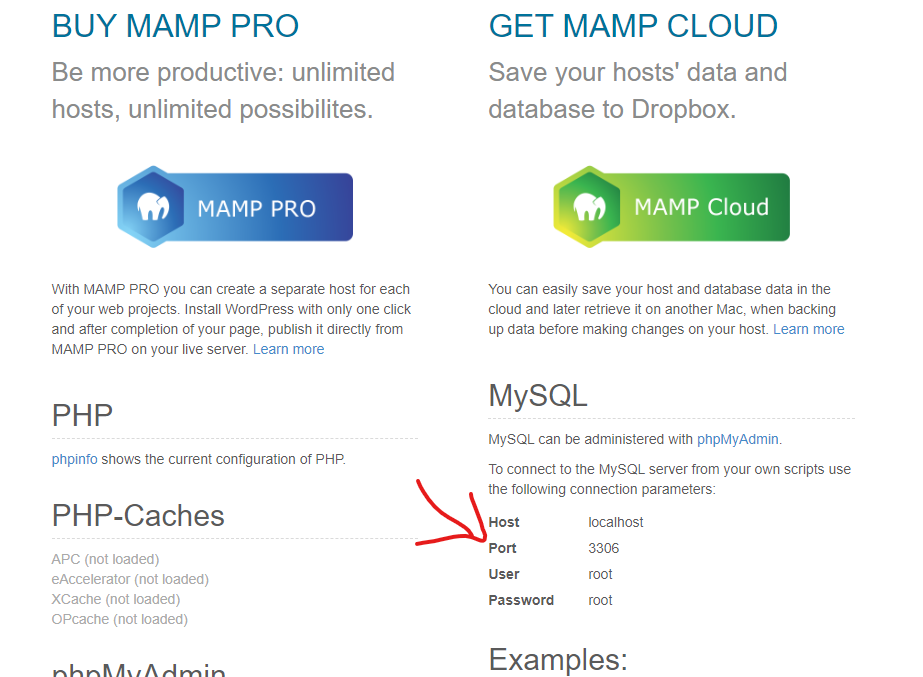 BUY MAMP PRO
Be more productive: unlimited
hosts, unlimited possibilites.
MAMP PRO
With MAMP PRO you can create a separate host for each
of your web projects. Install WordPress with only one click
and after completion of your page, publish it directly from
MAMP PRO on your live server. Learn more
PHP
phpinfo shows the current configuration of PHP.
PHP-Caches
APC (not loaded)
eAccelerator (not loaded)
XCache (not loaded)
OPcache (not loaded)
phpMyAdmin
GET MAMP CLOUD
Save your hosts' data and
database to Dropbox.
MAMP Cloud
You can easily save your host and database data in the
cloud and later retrieve it on another Mac, when backing
up data before making changes on your host. Learn more
MySQL
MySQL can be administered with phpMyAdmin.
To connect to the MySQL server from your own scripts use
the following connection parameters:
Host localhost
Port 3306
User root
Password root
Examples: